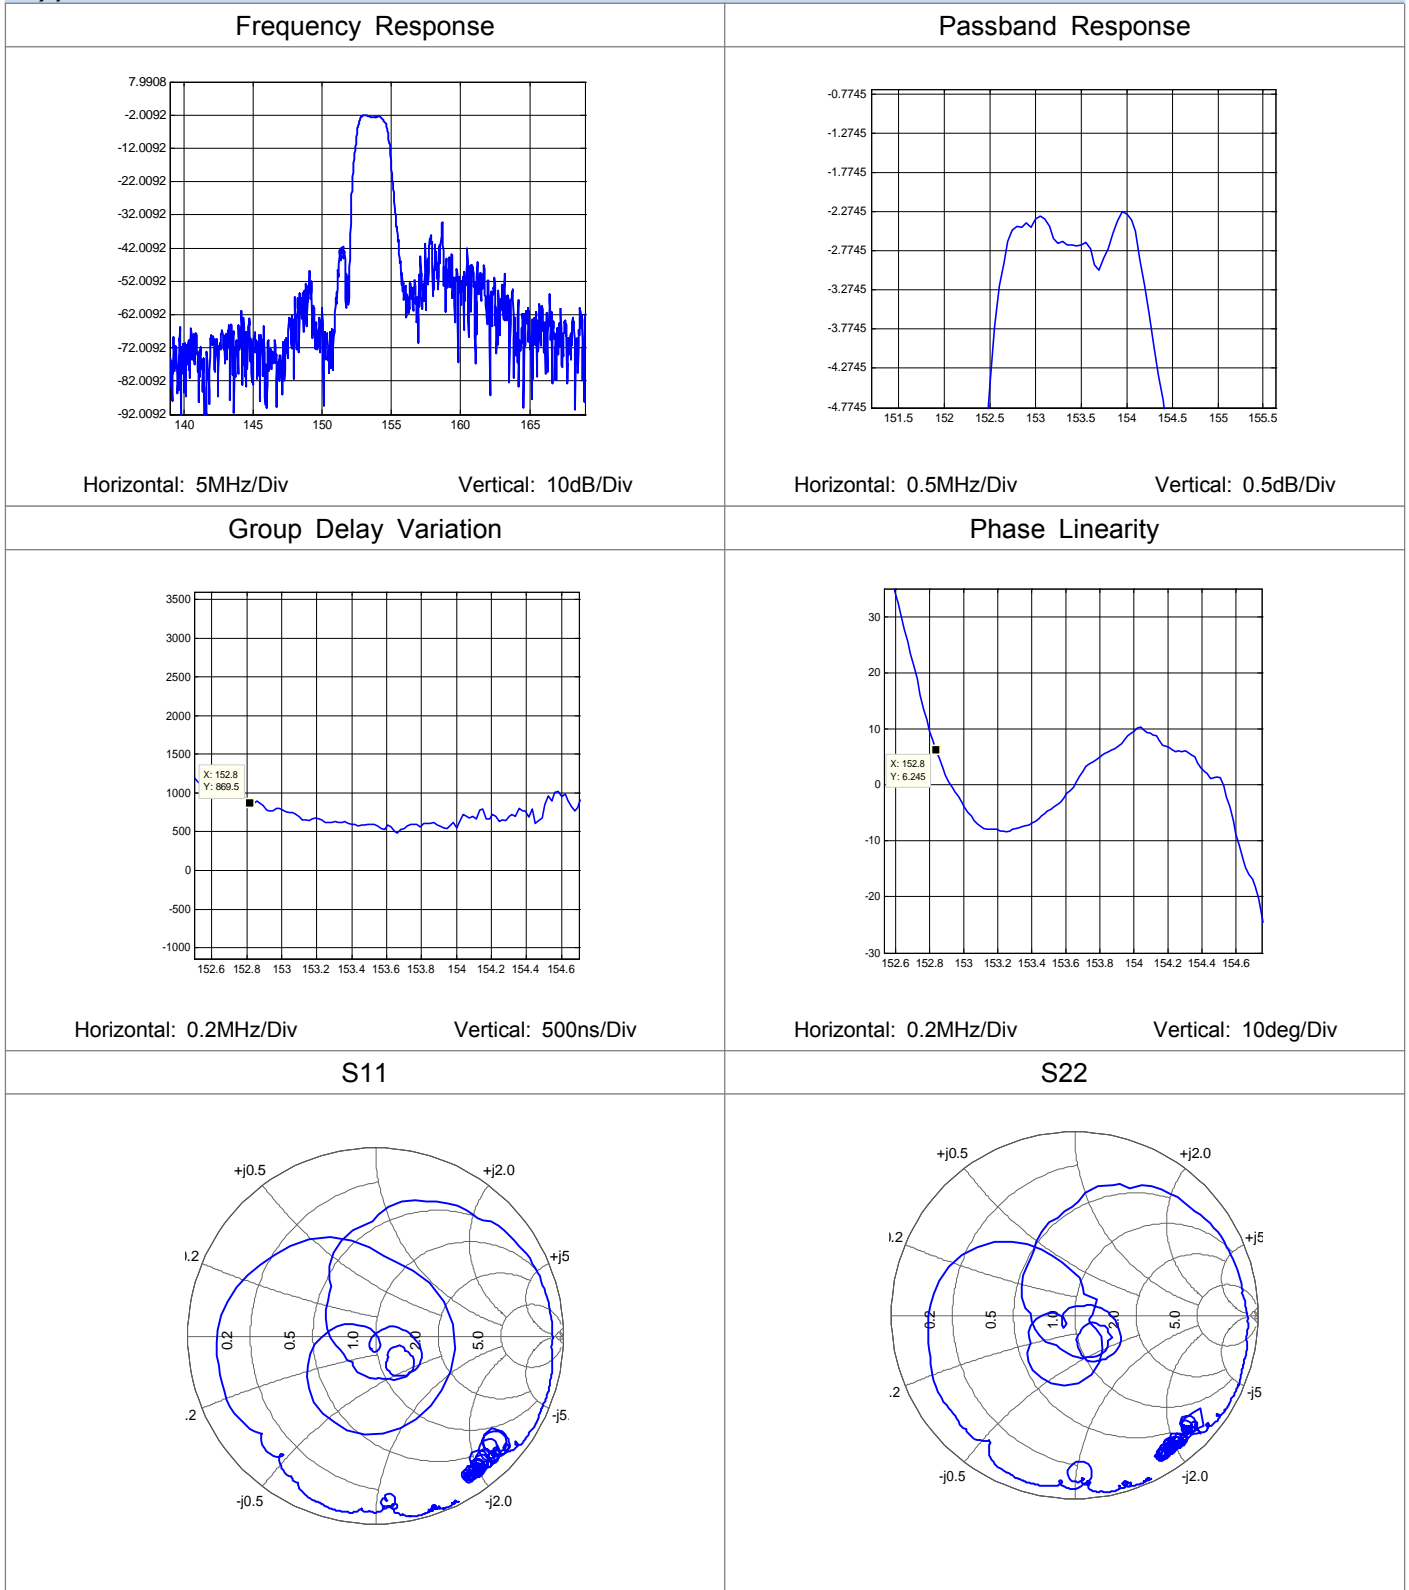 Frequency Response
Passband Response
7.9908
-2.0092
-12.0092
-22.0092
-32.0092
-42.0092
-52.0092
-62.0092
-72.0092
-82.0092
-92.0092
140 145 150 155 160 165
-0.7745
-1.2745
-1.7745
-2.2745
-2.7745
-3.2745
-3.7745
-4.2745
-4.7745
151.5 152 152.5 153 153.5 154 154.5 155 155.5
Horizontal: 5MHz/Div Vertical: 10dB/Div
Horizontal: 0.5MHz/Div Vertical: 0.5dB/Div
Group Delay Variation
Phase Linearity
3500
3000
2500
2000
1500
1000
500
0
-500
-1000
X: 152.8
Y: 869.5
152.6 152.8 153 153.2 153.4 153.6 153.8 154 154.2 154.4 154.6
30
20
10
0
-10
-20
-30
X: 152.8
Y: 6.245
152.6 152.8 153 153.2 153.4 153.6 153.8 154 154.2 154.4 154.6
Horizontal: 0.2MHz/Div Vertical: 500ns/Div
Horizontal: 0.2MHz/Div Vertical: 10deg/Div
S11
S22
+j0.5
+j2.0
.2
+j5
0.2
0.5
1.0
2.0
5.0
.2
-j5.
-j0.5
-j2.0
+j0.5
+j2.0
.2
+j5
0.2
0.5
1.0
2.0
5.0
.2
-j5
-j0.5
-j2.0